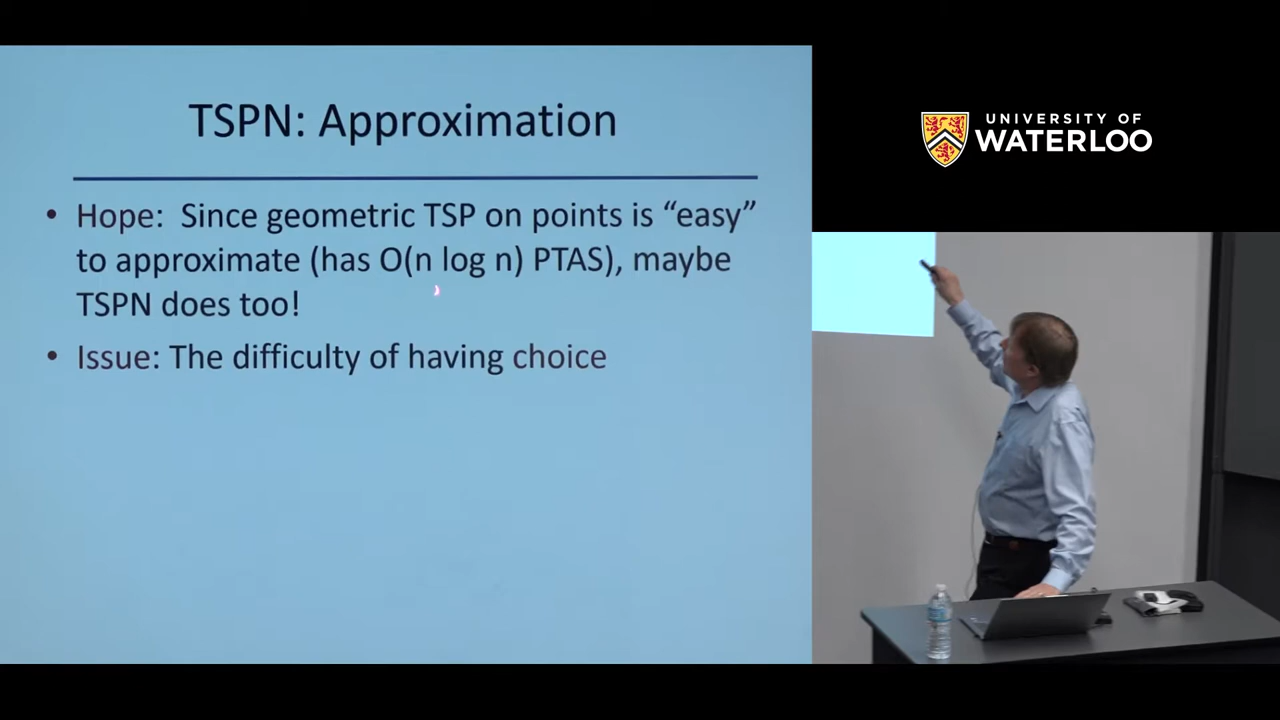 TSPN: Approximation
• Hope: Since geometric TSP on points is “easy”
to approximate (has O(n log n) PTAS), maybe
TSPN does too!
• Issue: The difficulty of having choice
UNIVERSITY OF
WATERLOO